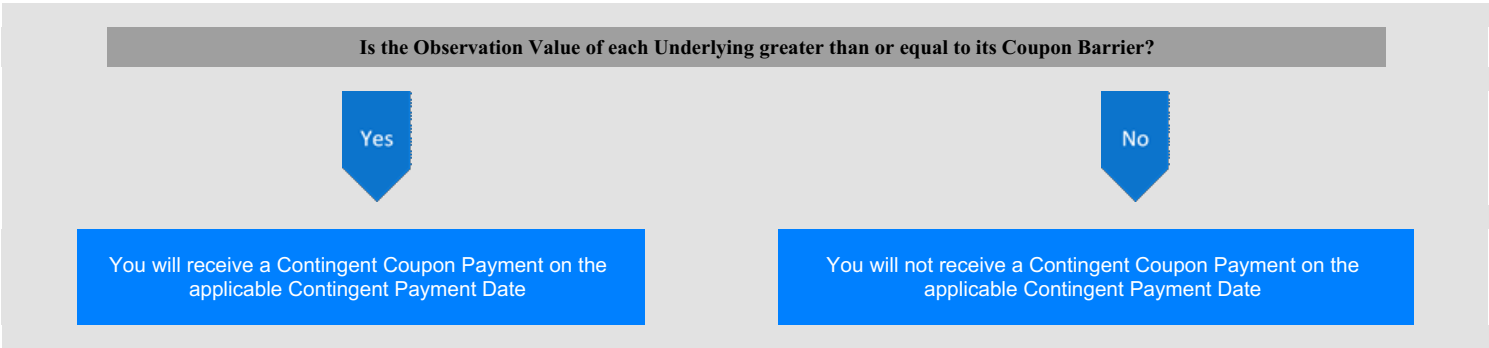 Is the Observation Value of each Underlying greater than or equal to its Coupon Barrier?
Yes
No
You will receive a Contingent Coupon Payment on the
applicable Contingent Payment Date
You will not receive a Contingent Coupon Payment on the
applicable Contingent Payment Date